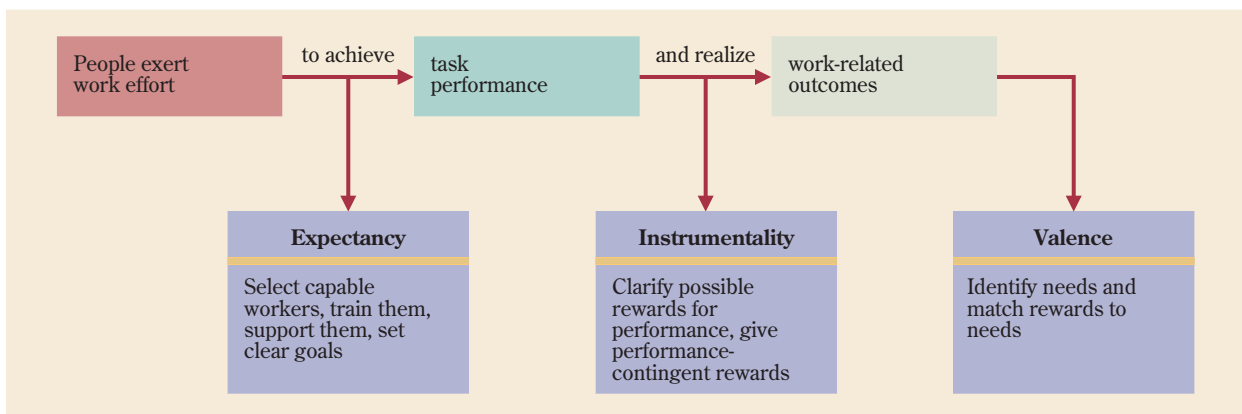 People exert
work effort
to achieve
task
performance
and realize
work-related
outcomes
Expectancy
Select capable
workers, train them,
support them, set
clear goals
Instrumentality
Clarify possible
rewards for
performance, give
performance-
contingent rewards
Valence
Identify needs and
match rewards to
needs